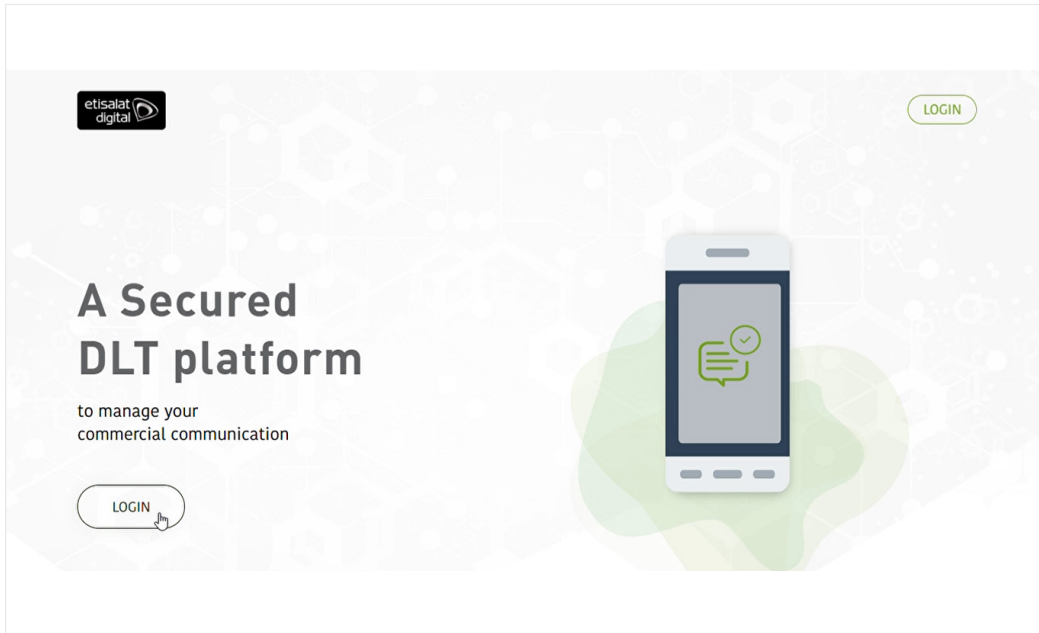 etisalat
digital
LOGIN
A Secured
DLT platform
to manage your
commercial communication
LOGIN